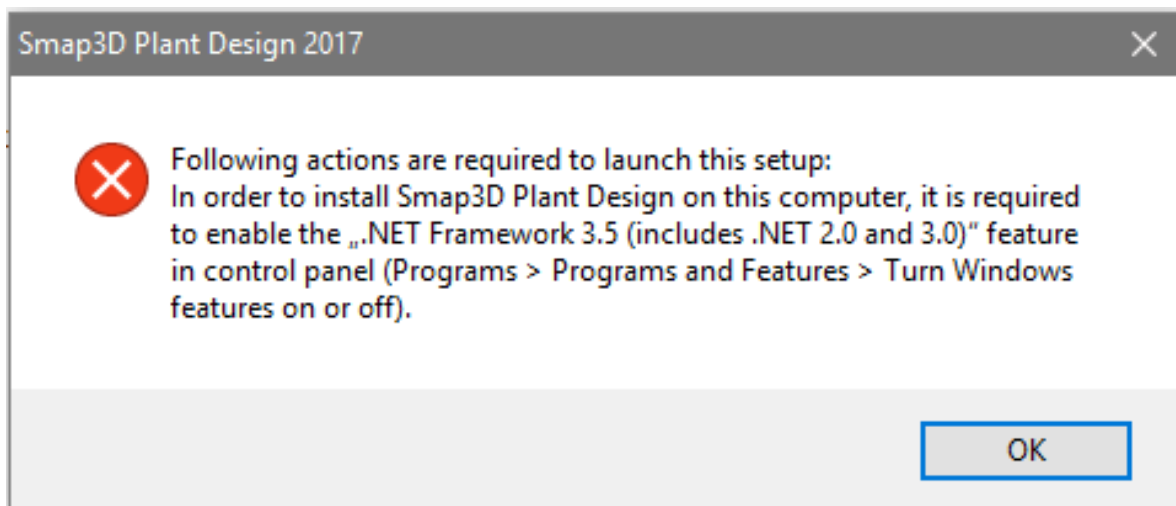 Smap3D Plant Design 2017
Following actions are required to launch this setup:
In order to install Smap3D Plant Design on this computer, it is required
to enable the „.NET Framework 3.5 (includes .NET 2.0 and 3.0)“ feature
in control panel (Programs > Programs and Features > Turn Windows
features on or off).
OK